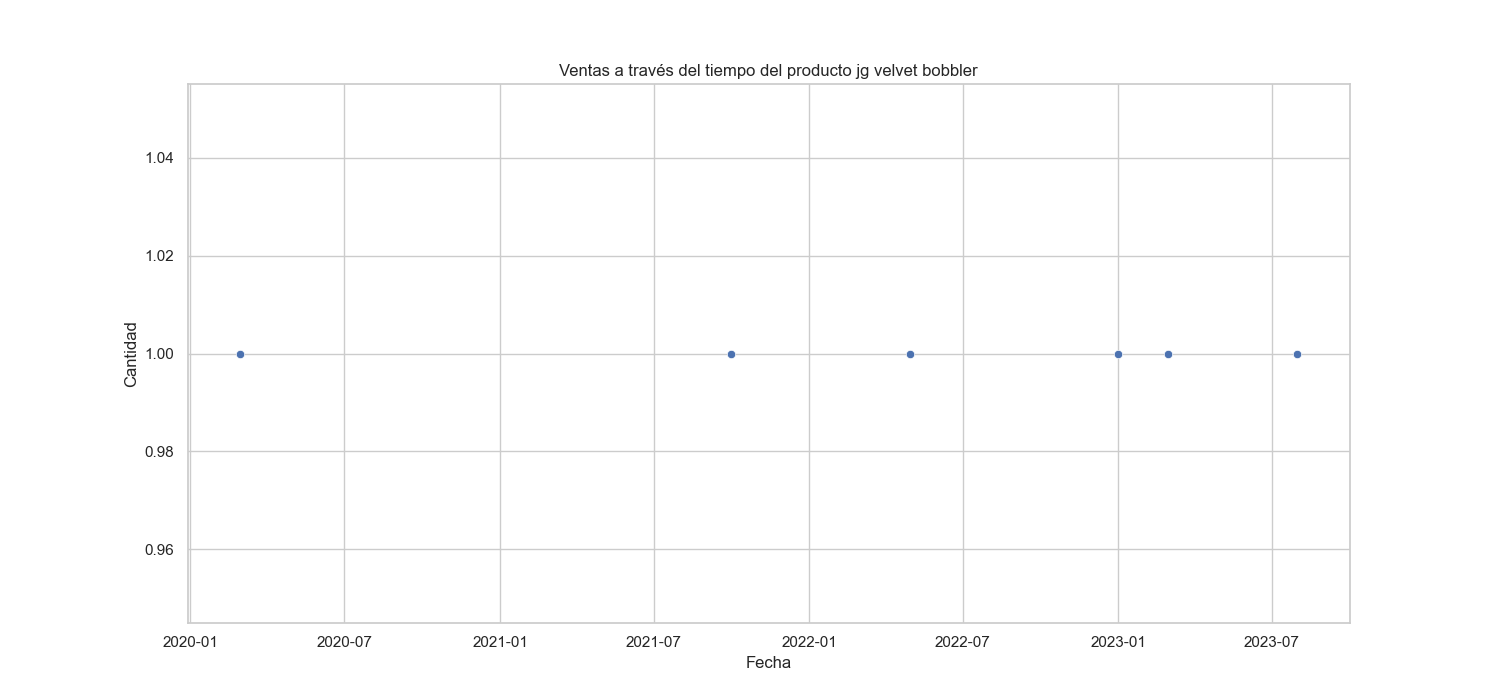 Ventas a través del tiempo del producto jg velvet bobbler
1.04
1.02
1.00
0.98
0.96
Cantidad
2020-01 2020-07 2021-01 2021-07 2022-01 2022-07 2023-01 2023-07
Fecha